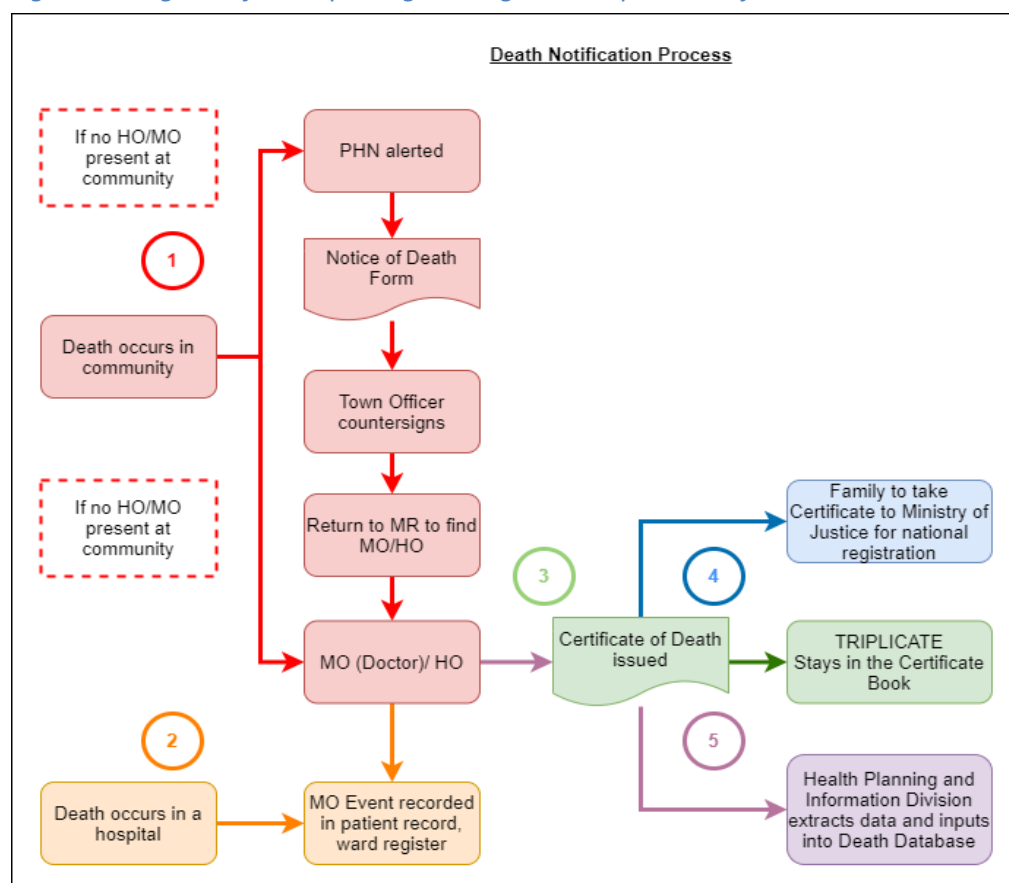 Death Notification Process
If no HO/MO
present at
community
PHN alerted
1
Notice of Death
Form
Death occurs in
community
Town Officer
countersigns
If no HO/MO
present at
community
Return to MR to find
MO/HO
Family to take
Certificate to Ministry of
Justice for national
registration
3
4
MO (Doctor)/ HO
Certificate of Death
issued
TRIPLICATE
Stays in the Certificate
Book
2
5
Death occurs in a
hospital
MO Event recorded
in patient record,
ward register
Health Planning and
Information Division
extracts data and inputs
into Death Database